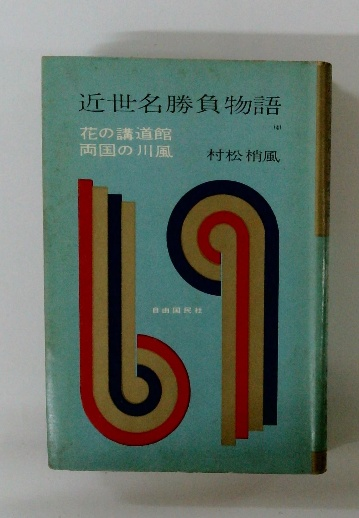 近世名勝負物語
花の講道館
両国の川風
村松梢風
自由国民社